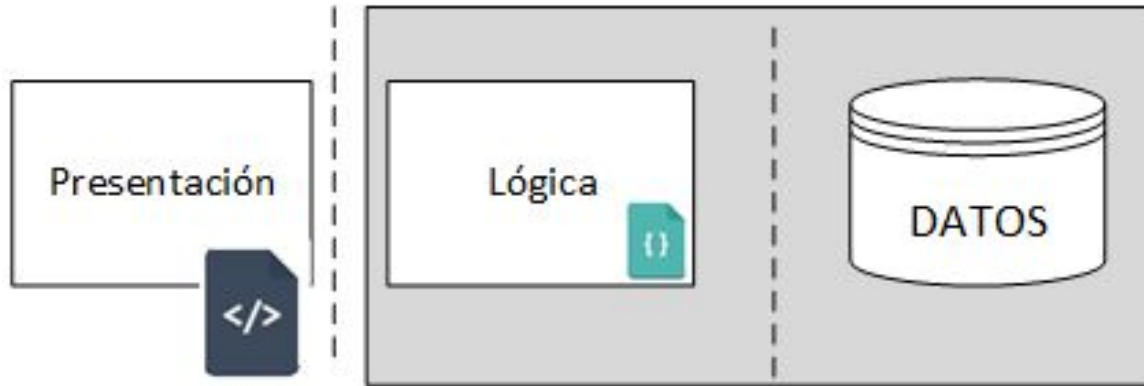 Presentación
</>
Lógica
{}
DATOS